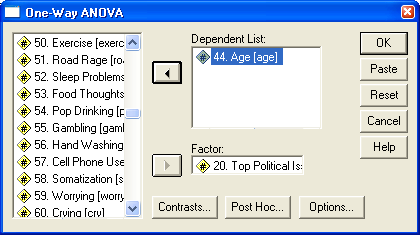 One-Way ANOVA
50. Exercise [exerc
51. Road Rage [roa
52. Sleep Problems
53. Food Thoughts
54. Pop Drinking [p
55. Gambling [gaml
56. Hand Washing
57. Cell Phone Use
58. Somatization [s
59. Worrying [worry
60. Crying [cry]
Dependent List:
44. Age [age]
Factor:
20. Top Political Is:
Contrasts...
Post Hoc...
Options...
OK
Paste
Reset
Cancel
Help